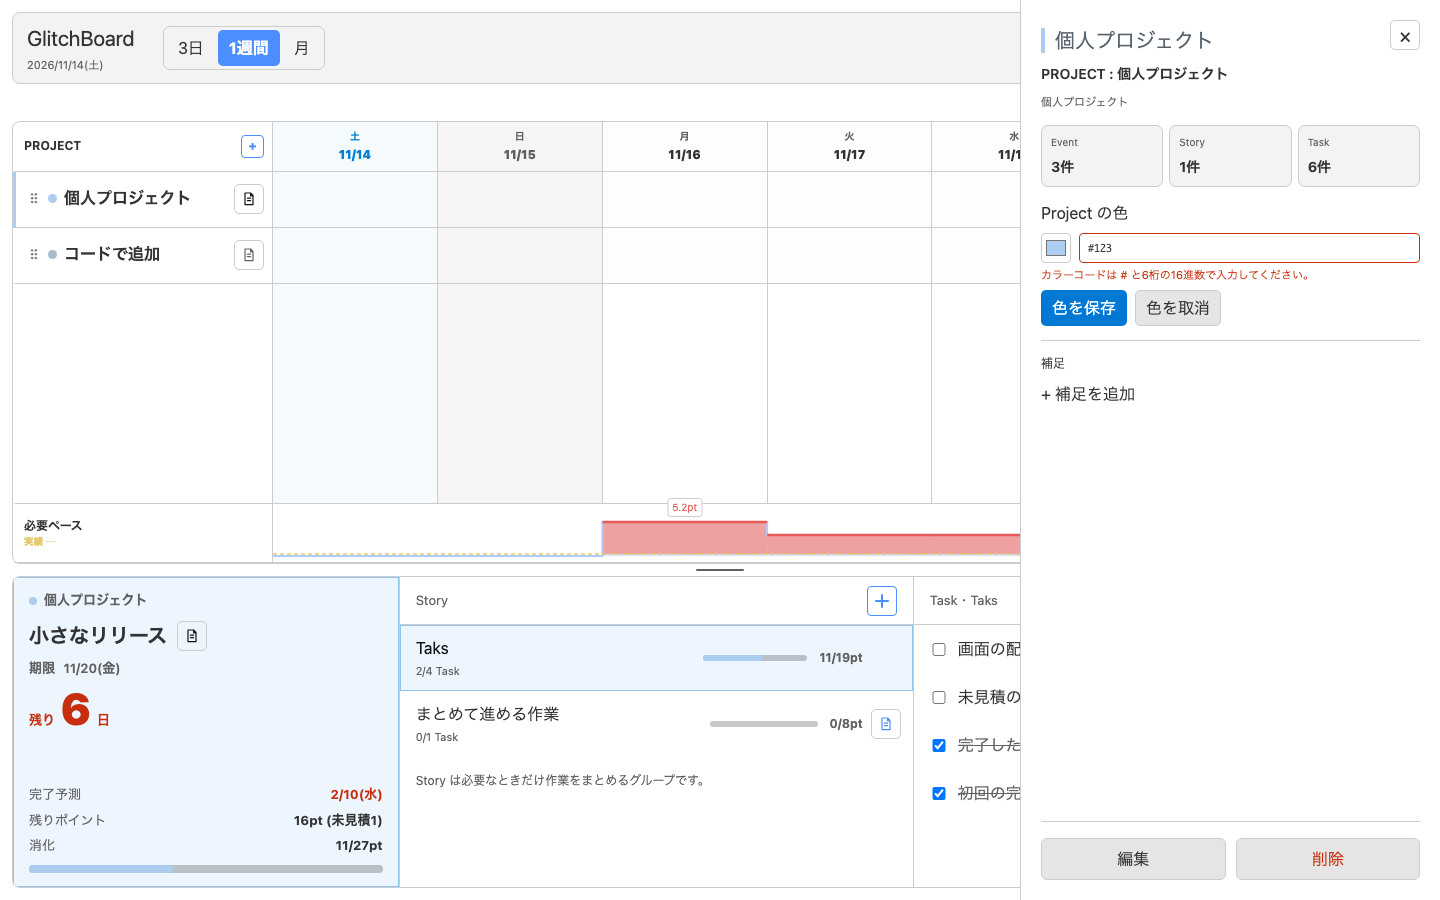 GlitchBoard
2026/11/14(土)
3日
1週間
月
PROJECT
+
土
11/14
日
11/15
月
11/16
火
11/17
水
個人プロジェクト
コードで追加
必要ペース
実績 —
5.2pt
個人プロジェクト
小さなリリース
期限 11/20(金)
残り 6 日
完了予測 2/10(水)
残りポイント 16pt (未見積1)
消化 11/27pt
Story
+
Taks
2/4 Task
11/19pt
まとめて進める作業
0/1 Task
0/8pt
Story は必要なときだけ作業をまとめるグループです。
Task・Taks
画面の配
未見積の
完了した
初回の完
個人プロジェクト
×
PROJECT : 個人プロジェクト
個人プロジェクト
Event
3件
Story
1件
Task
6件
Project の色
#123
カラーコードは # と6桁の16進数で入力してください。
色を保存
色を取消
補足
+ 補足を追加
編集
削除